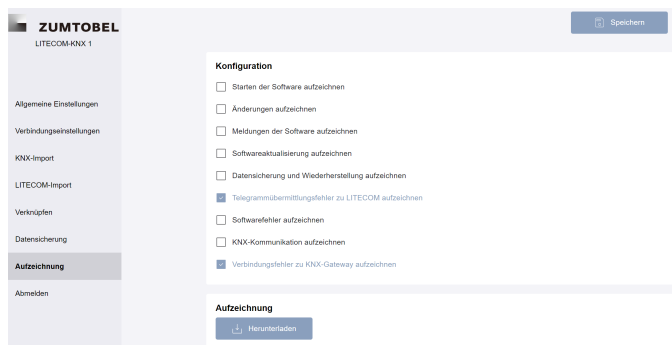 ZUMTOBEL
LITECOM-KNX 1
Speichern
Allgemeine Einstellungen
Verbindungseinstellungen
KNX-Import
LITECOM-Import
Verknüpfen
Datensicherung
Aufzeichnung
Abmelden
Konfiguration
Starten der Software aufzeichnen
Änderungen aufzeichnen
Meldungen der Software aufzeichnen
Softwareaktualisierung aufzeichnen
Datensicherung und Wiederherstellung aufzeichnen
Telegrammübermittlungsfehler zu LITECOM aufzeichnen
Softwarefehler aufzeichnen
KNX-Kommunikation aufzeichnen
Verbindungsfehler zu KNX-Gateway aufzeichnen
Aufzeichnung
Herunterladen